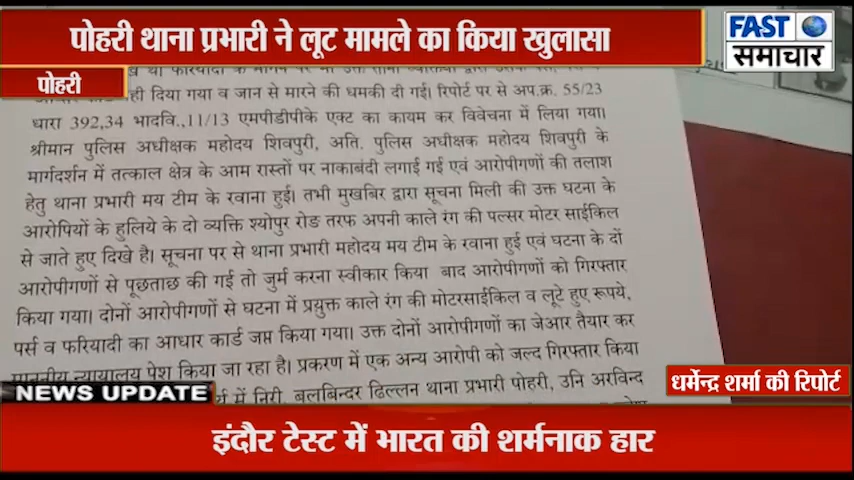 पोहरी थाना प्रभारी ने लूट मामले का किया खुलासा
FAST
समाचार
पोहरी
नही दिया गया व जान से मारने की धमकी दी गई। रिपोर्ट पर से अप.क्र. 55/23
धारा 392,34 भादवि.,11/13 एमपीडीपीके एक्ट का कायम कर विवेचना में लिया गया।
श्रीमान पुलिस अधीक्षक महोदय शिवपुरी, अति. पुलिस अधीक्षक महोदय शिवपुरी के
मार्गदर्शन में तत्काल क्षेत्र के आम रास्तों पर नाकाबंदी लगाई गई एवं आरोपीगणों की तलाश
हेतु थाना प्रभारी मय टीम के रवाना हुई। तभी मुखबिर द्वारा सूचना मिली की उक्त घटना के
आरोपियों के हुलिये के दो व्यक्ति श्योपुर रोड तरफ अपनी काले रंग की पल्सर मोटर साईकिल
से जाते हुए दिखे है। सूचना पर से थाना प्रभारी महोदय मय टीम के रवाना हुई एवं घटना के दों
आरोपीगणों से पूछताछ की गई तो जुर्म करना स्वीकार किया बाद आरोपीगणों को गिरफ्तार
किया गया। दोनों आरोपीगणों से घटना में प्रयुक्त काले रंग की मोटरसाईकिल व लूटे हुए रूपये,
पर्स व फरियादी का आधार कार्ड जप्त किया गया। उक्त दोनों आरोपीगणों का जेआर तैयार कर
माननीय न्यायालय पेश किया जा रहा है। प्रकरण में एक अन्य आरोपी को जल्द गिरफ्तार किया
में निरी. बलबिन्दर ढिल्लन थाना प्रभारी पोहरी, उनि अरविन्द
धर्मेन्द्र शर्मा की रिपोर्ट
NEWS UPDATE
इंदौर टेस्ट में भारत की शर्मनाक हार